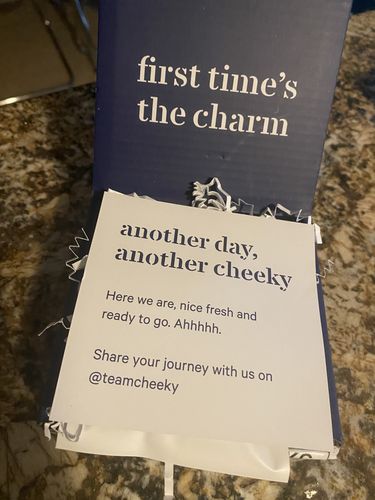 first time's
the charm
another day,
another cheeky
Here we are, nice fresh and
ready to go. Ahhhhh.
Share your journey with us on
@teamcheeky